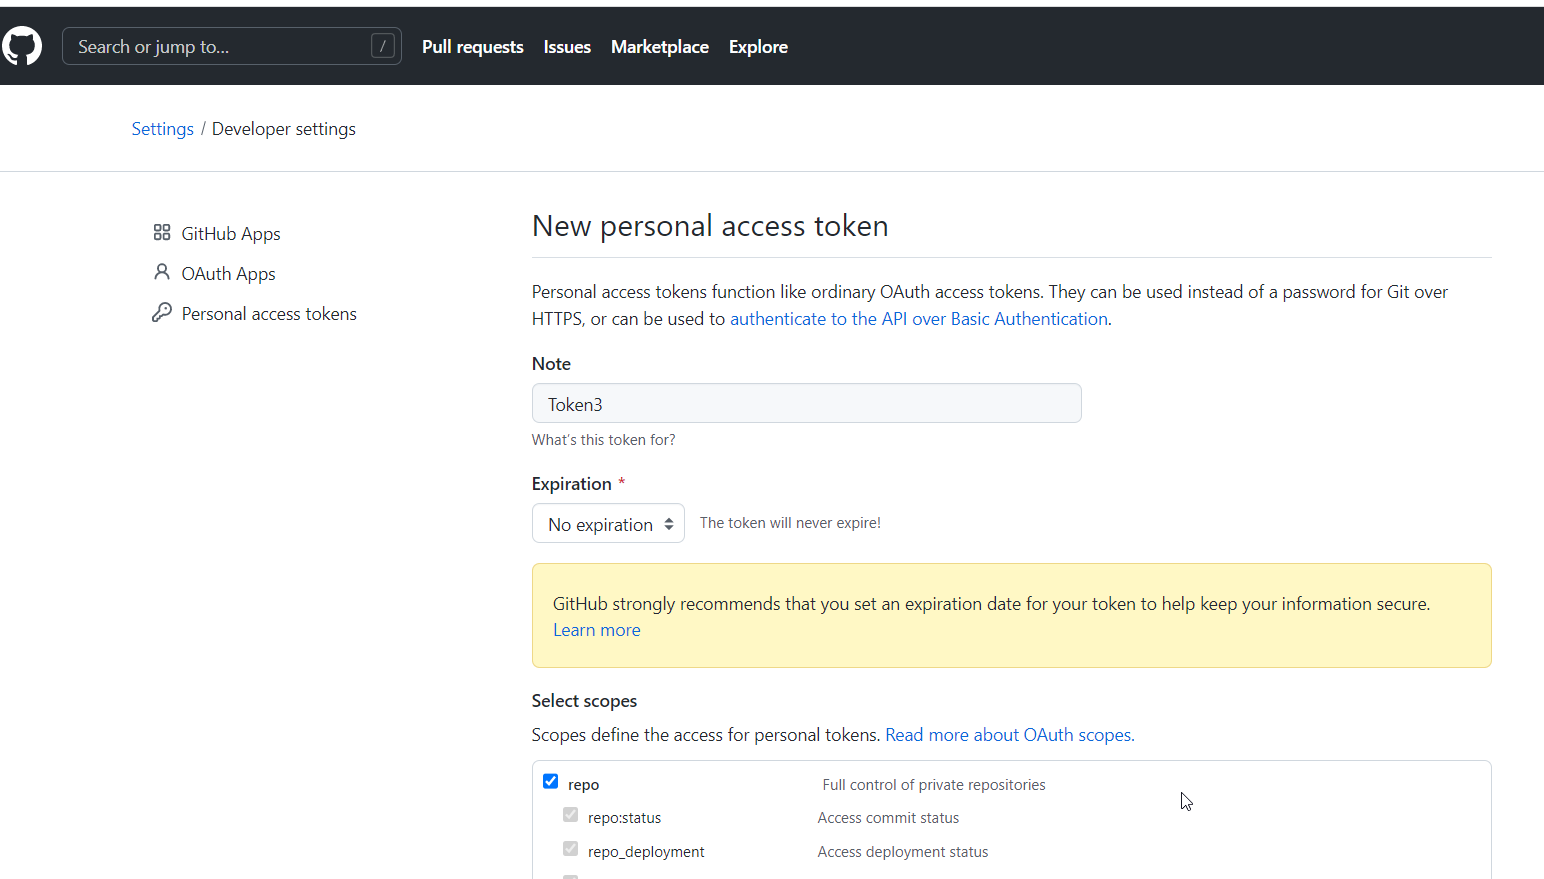 Search or jump to... / Pull requests Issues Marketplace Explore
Settings / Developer settings
GitHub Apps
OAuth Apps
Personal access tokens
New personal access token
Personal access tokens function like ordinary OAuth access tokens. They can be used instead of a password for Git over
HTTPS, or can be used to authenticate to the API over Basic Authentication.
Note
Token3
What's this token for?
Expiration *
No expiration The token will never expire!
GitHub strongly recommends that you set an expiration date for your token to help keep your information secure.
Learn more
Select scopes
Scopes define the access for personal tokens. Read more about OAuth scopes.
repo Full control of private repositories
repo:status Access commit status
repo_deployment Access deployment status